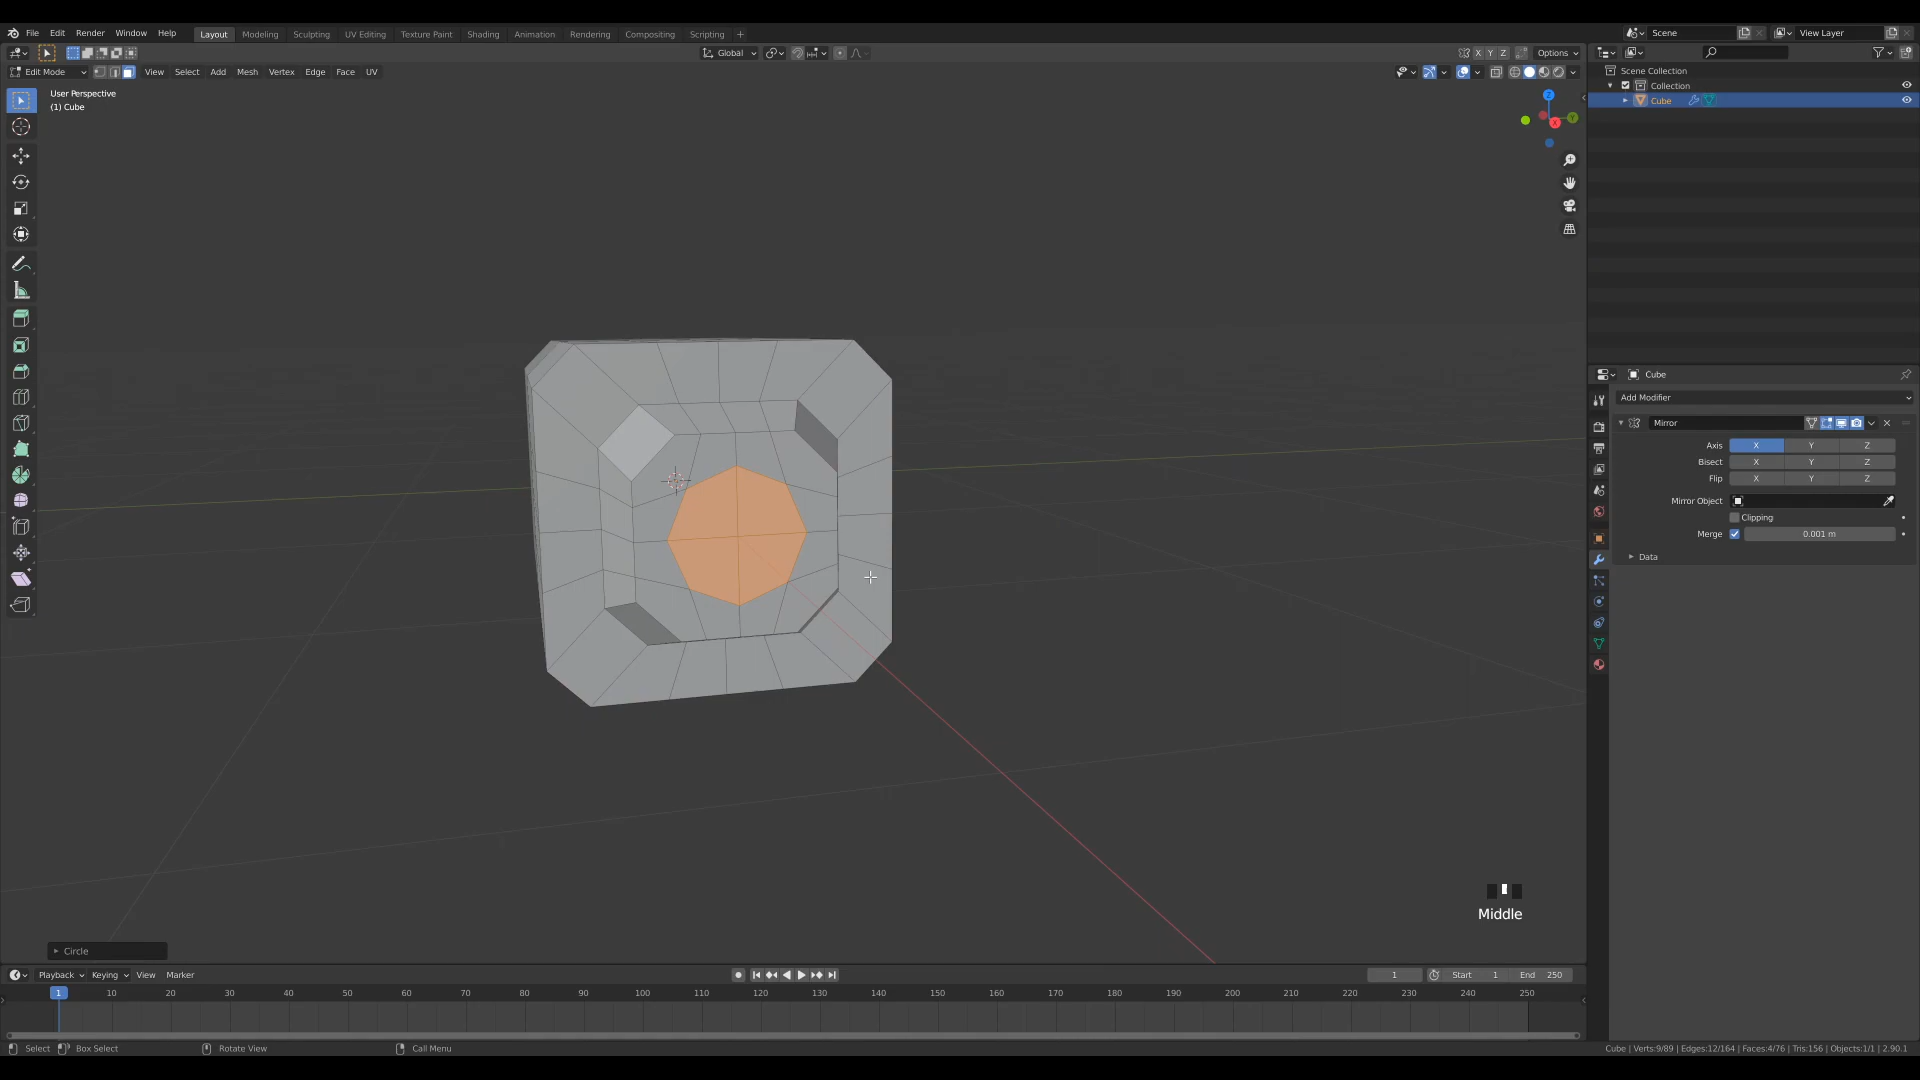 File Edit Render Window Help Layout Modeling Sculpting UV Editing Texture Paint Shading Animation Rendering Compositing Scripting + Scene View Layer
Global Options X Y Z
Edit Mode View Select Add Mesh Vertex Edge Face UV
User Perspective
(1) Cube
Z
Y
X
Scene Collection
Collection
Cube
Cube
Add Modifier
Mirror
Axis X Y Z
Bisect X Y Z
Flip X Y Z
Mirror Object
Clipping
Merge 0.001 m
Data
Middle
Circle
Playback Keying View Marker 1 Start 1 End 250
1 10 20 30 40 50 60 70 80 90 100 110 120 130 140 150 160 170 180 190 200 210 220 230 240 250
Select Box Select Rotate View Call Menu Cube | Verts:9/89 | Edges:12/164 | Faces:4/76 | Tris:156 | Objects:1/1 | 2.90.1